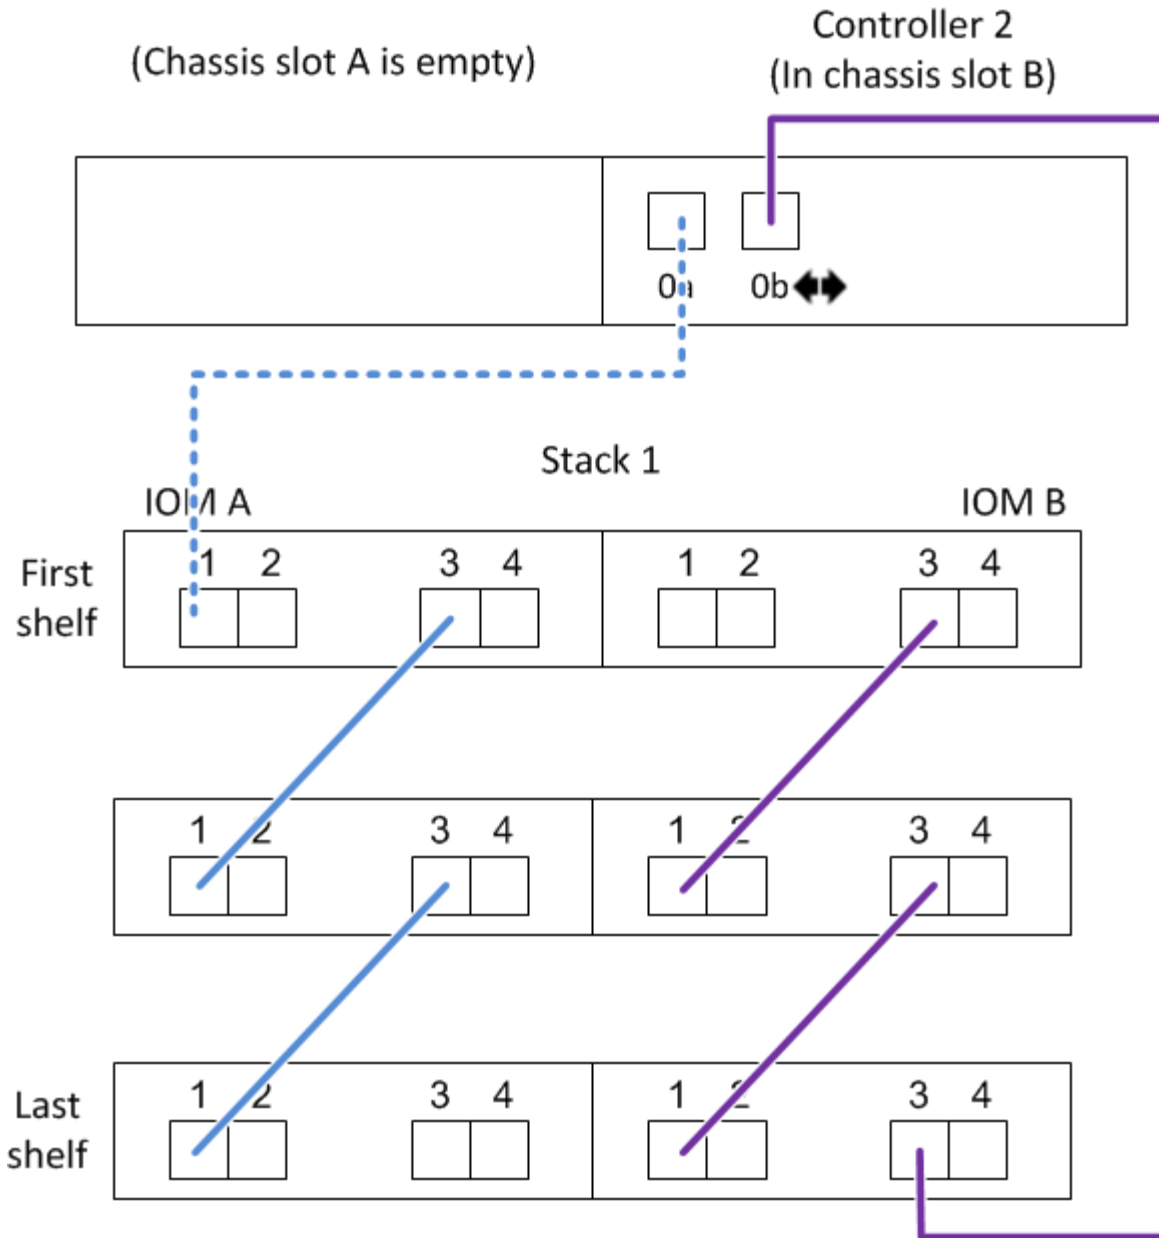 Controller 2
(Chassis slot A is empty)
(In chassis slot B)
0a 0b
Stack 1
IOM A IOM B
1 2 3 4 1 2 3 4
First
shelf
1 2 3 4 1 2 3 4
1 2 3 4 1 2 3 4
Last
shelf